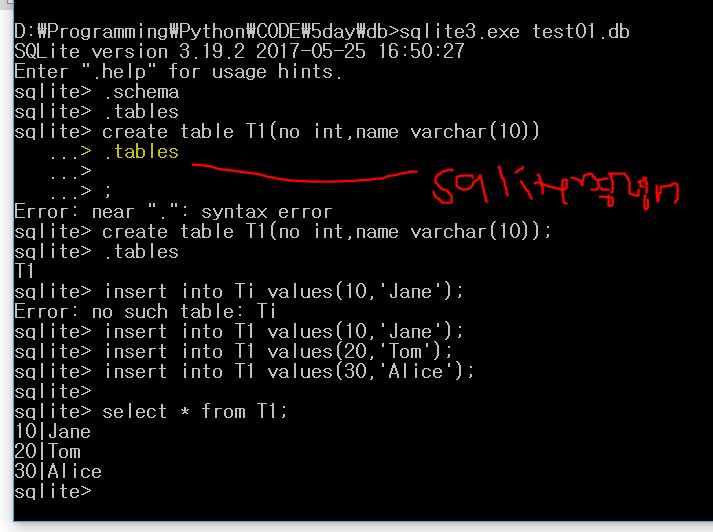 D:₩Programming₩Python₩CODE₩5day₩db>sqlite3.exe test01.db
SQLite version 3.19.2 2017-05-25 16:50:27
Enter ".help" for usage hints.
sqlite> .schema
sqlite> .tables
sqlite> create table T1(no int,name varchar(10))
   ...> .tables
   ...>
   ...> ;
Error: near ".": syntax error
sqlite> create table T1(no int,name varchar(10));
sqlite> .tables
T1
sqlite> insert into Ti values(10,'Jane');
Error: no such table: Ti
sqlite> insert into T1 values(10,'Jane');
sqlite> insert into T1 values(20,'Tom');
sqlite> insert into T1 values(30,'Alice');
sqlite>
sqlite> select * from T1;
10|Jane
20|Tom
30|Alice
sqlite>